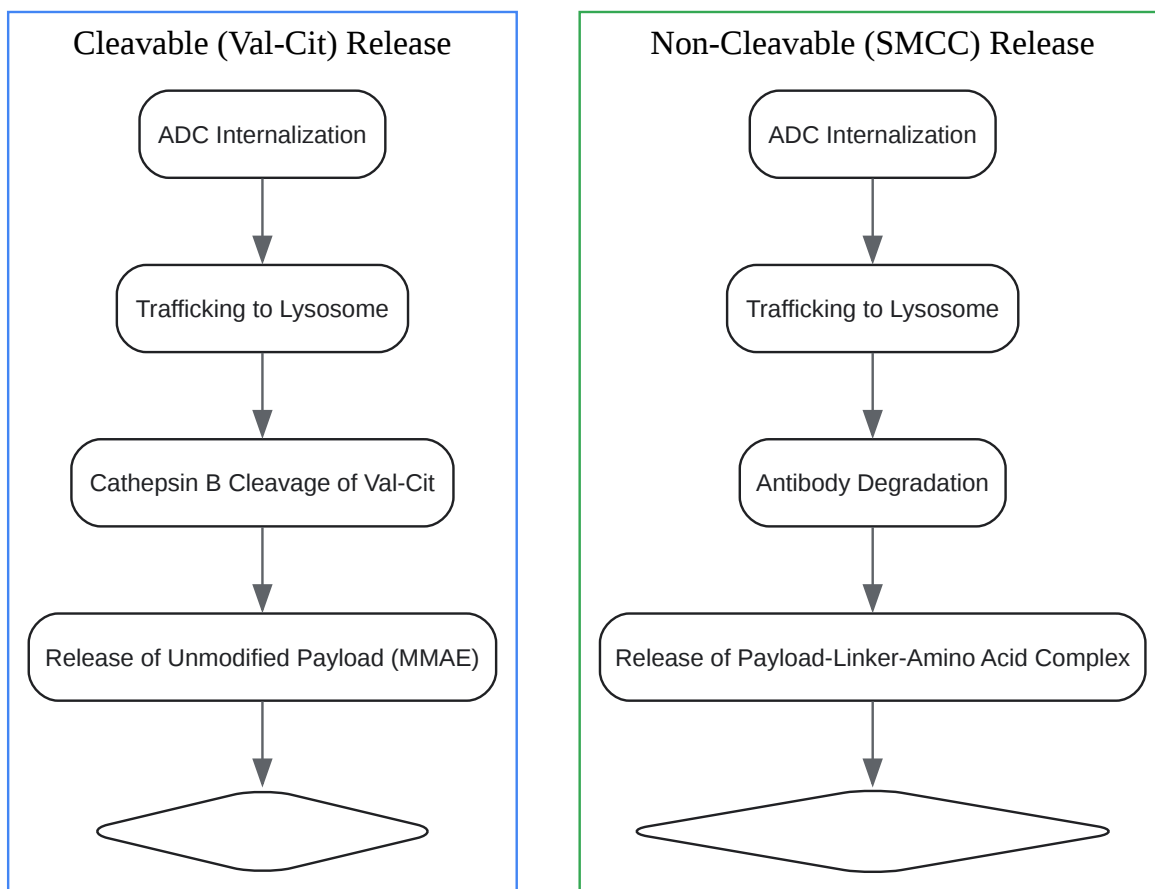 Cleavable (Val-Cit) Release
ADC Internalization
Trafficking to Lysosome
Cathepsin B Cleavage of Val-Cit
Release of Unmodified Payload (MMAE)
Non-Cleavable (SMCC) Release
ADC Internalization
Trafficking to Lysosome
Antibody Degradation
Release of Payload-Linker-Amino Acid Complex